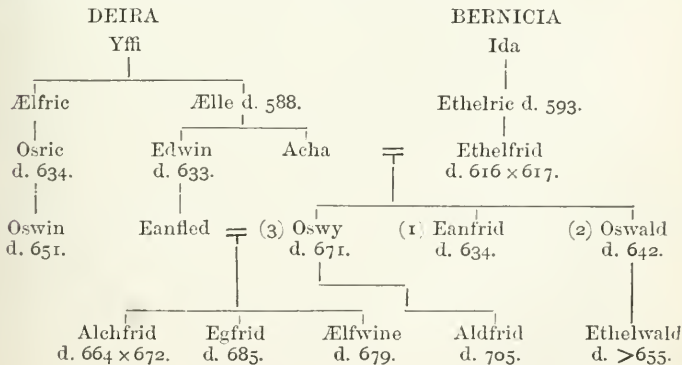 DEIRA BERNICIA
Yffi Ida
Ælfric Ælle d. 588. Ethelric d. 593.
Osric Edwin Acha Ethelfrid
d. 634. d. 633. d. 616 × 617.
Oswin Eanfled (3) Oswy (1) Eanfrid (2) Oswald
d. 651. d. 671. d. 634. d. 642.
Alchfrid Egfrid Ælfwine Aldfrid Ethelwald
d. 664 × 672. d. 685. d. 679. d. 705. d. >655.